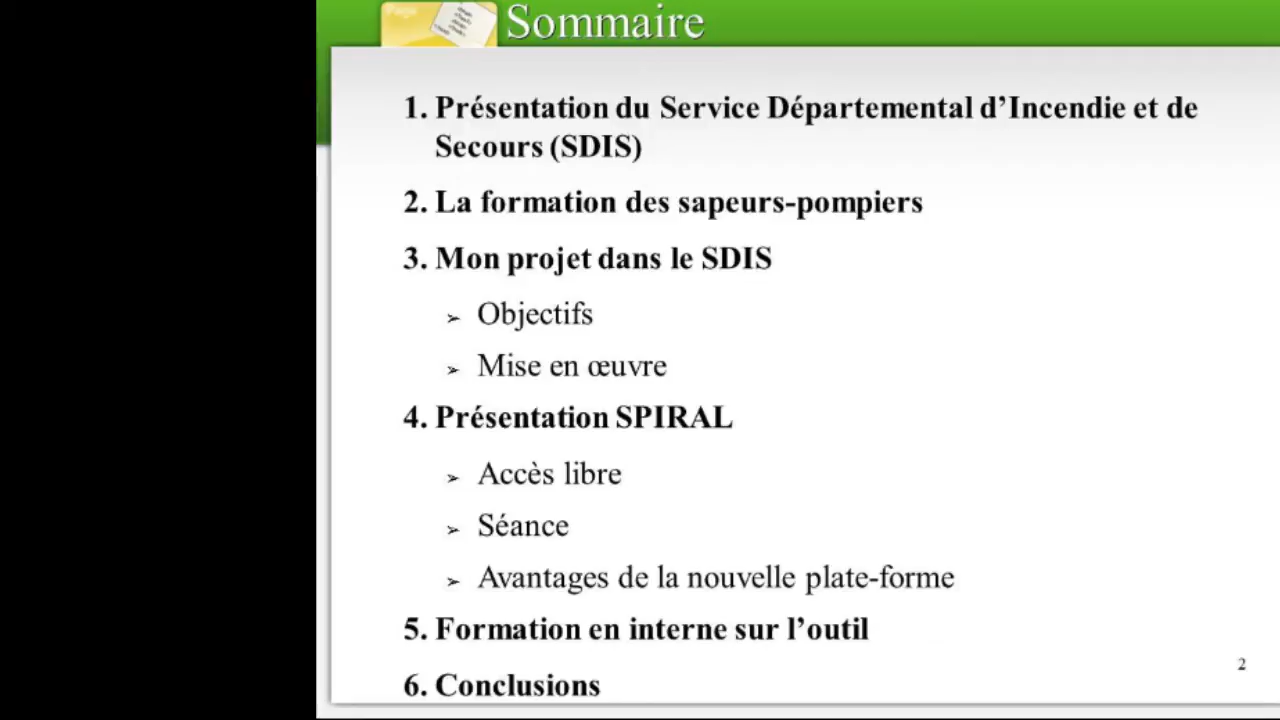 Sommaire
1. Présentation du Service Départemental d’Incendie et de
Secours (SDIS)
2. La formation des sapeurs-pompiers
3. Mon projet dans le SDIS
➢ Objectifs
➢ Mise en œuvre
4. Présentation SPIRAL
➢ Accès libre
➢ Séance
➢ Avantages de la nouvelle plate-forme
5. Formation en interne sur l’outil
2
6. Conclusions